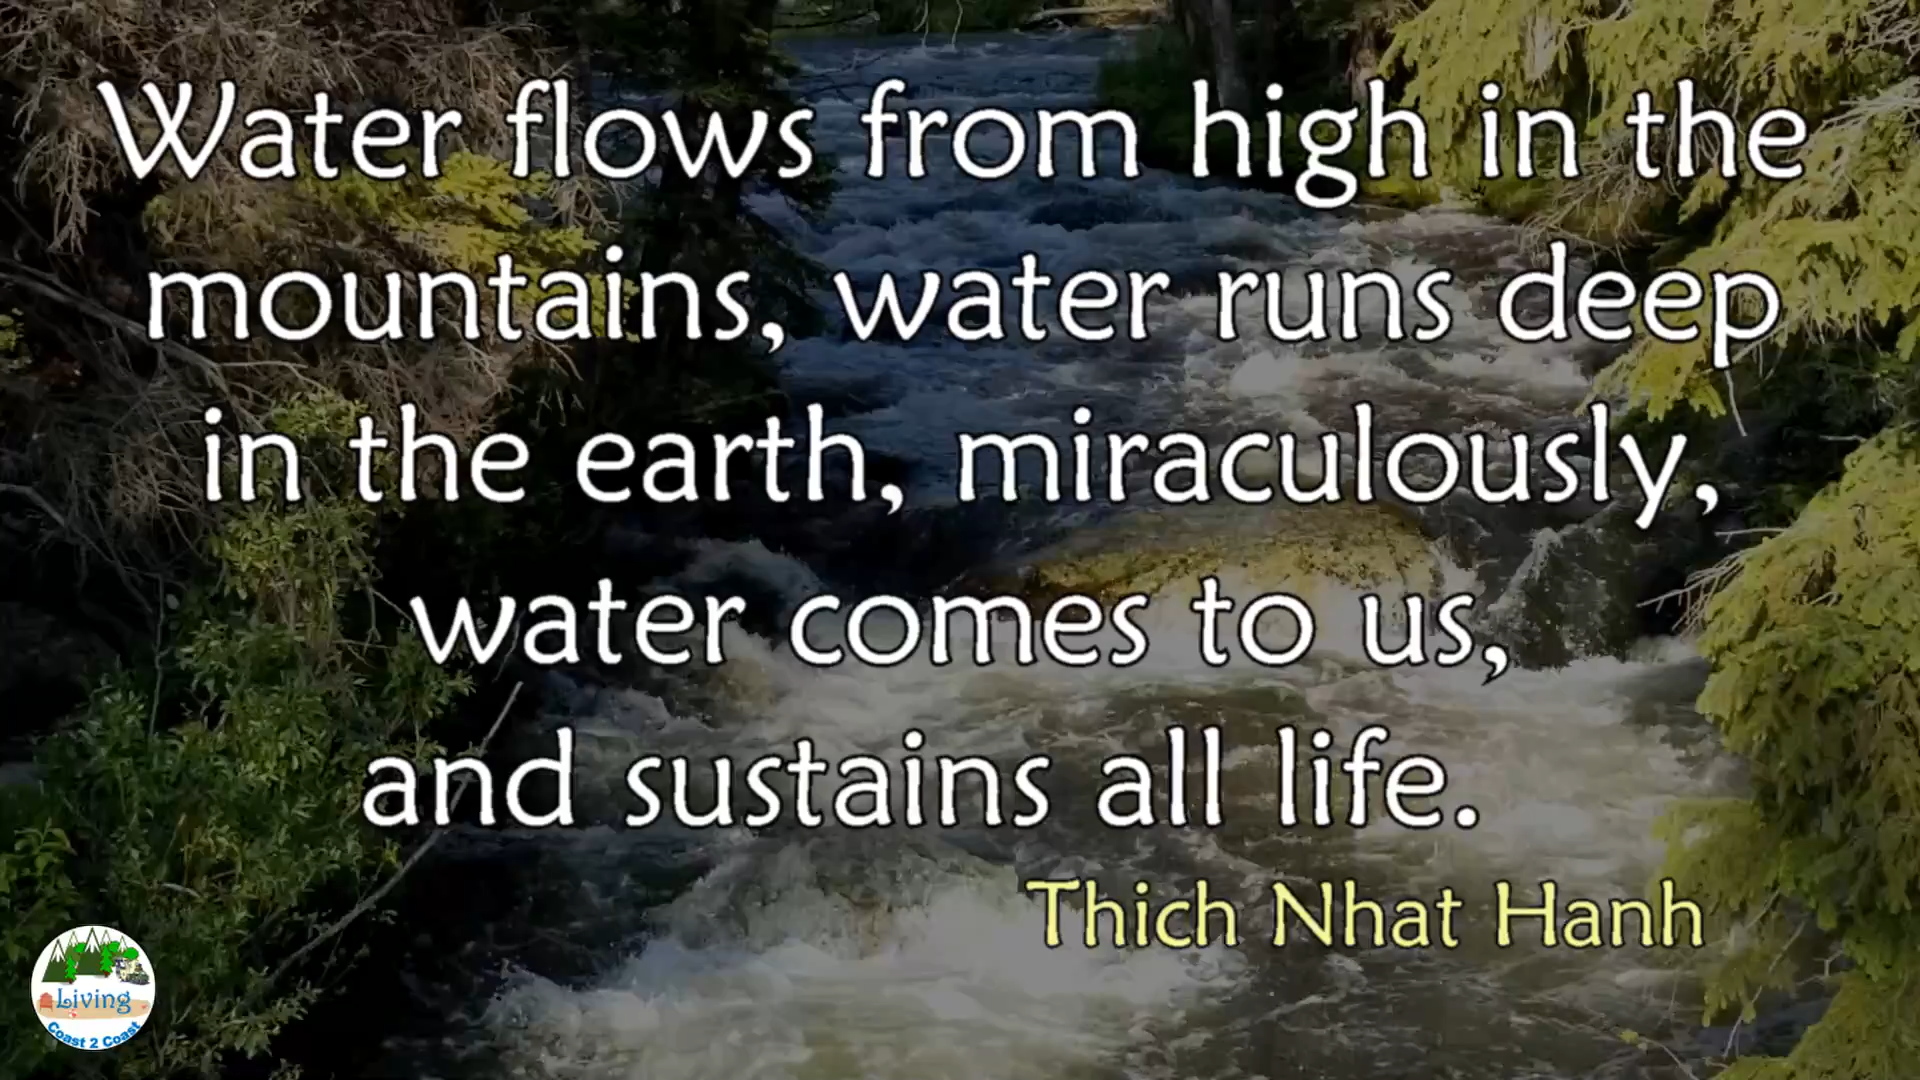 Water flows from high in the
mountains, water runs deep
in the earth, miraculously,
water comes to us,
and sustains all life.
Thich Nhat Hanh
Living
Coast 2 Coast